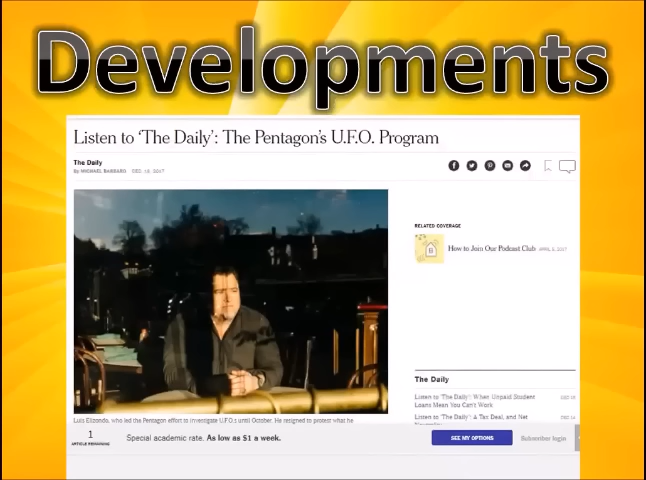 Developments
Listen to 'The Daily': The Pentagon's U.F.O. Program
The Daily
By MICHAEL BARBARO DEC. 18, 2017
RELATED COVERAGE
How to Join Our Podcast Club APRIL 5, 2017
The Daily
Listen to 'The Daily': When Unpaid Student
Loans Mean You Can't Work
Listen to 'The Daily': A Tax Deal, and Net
Luis Elizondo, who led the Pentagon effort to investigate U.F.O.s until October. He resigned to protest what he
1
ARTICLE REMAINING
Special academic rate. As low as $1 a week.
SEE MY OPTIONS
Subscriber login